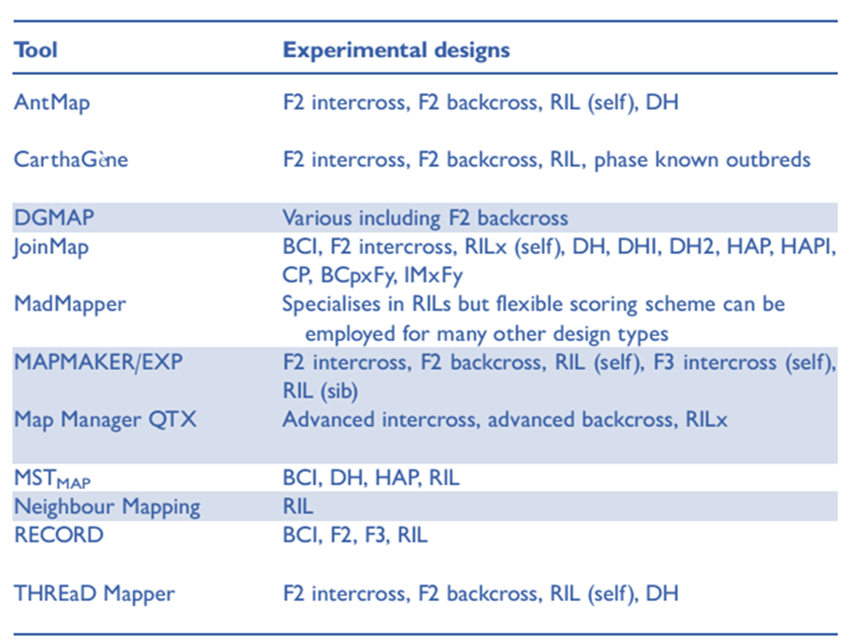 Tool Experimental designs
AntMap F2 intercross, F2 backcross, RIL (self), DH
CarthaGène F2 intercross, F2 backcross, RIL, phase known outbreds
DGMAP Various including F2 backcross
JoinMap BCI, F2 intercross, RILx (self), DH, DHI, DH2, HAP, HAPI,
CP, BCpxFy, IMxFy
MadMapper Specialises in RILs but flexible scoring scheme can be
employed for many other design types
MAPMAKER/EXP F2 intercross, F2 backcross, RIL (self), F3 intercross (self),
RIL (sib)
Map Manager QTX Advanced intercross, advanced backcross, RILx
MSTMAP BCI, DH, HAP, RIL
Neighbour Mapping RIL
RECORD BCI, F2, F3, RIL
THREaD Mapper F2 intercross, F2 backcross, RIL (self), DH